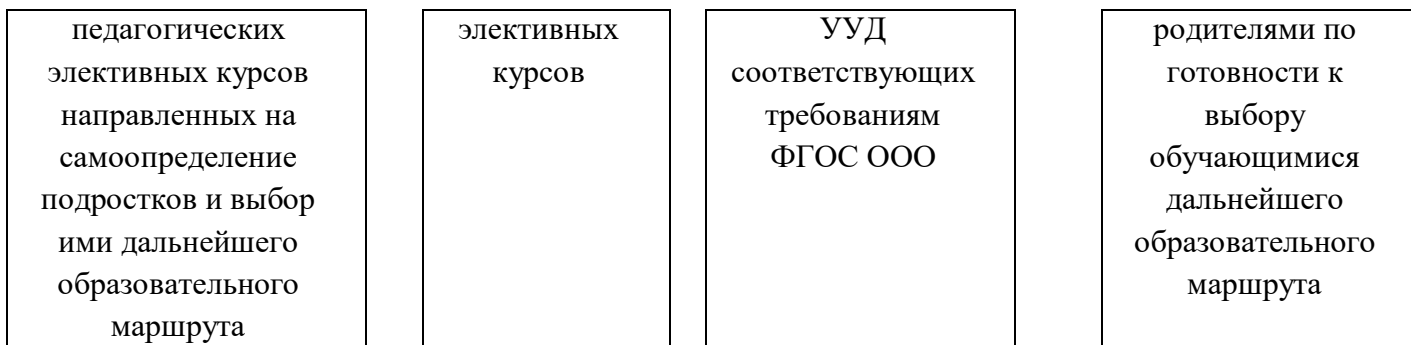 педагогических
элективных курсов
направленных на
самоопределение
подростков и выбор
ими дальнейшего
образовательного
маршрута
элективных
курсов
УУД
соответствующих
требованиям
ФГОС ООО
родителями по
готовности к
выбору
обучающимися
дальнейшего
образовательного
маршрута